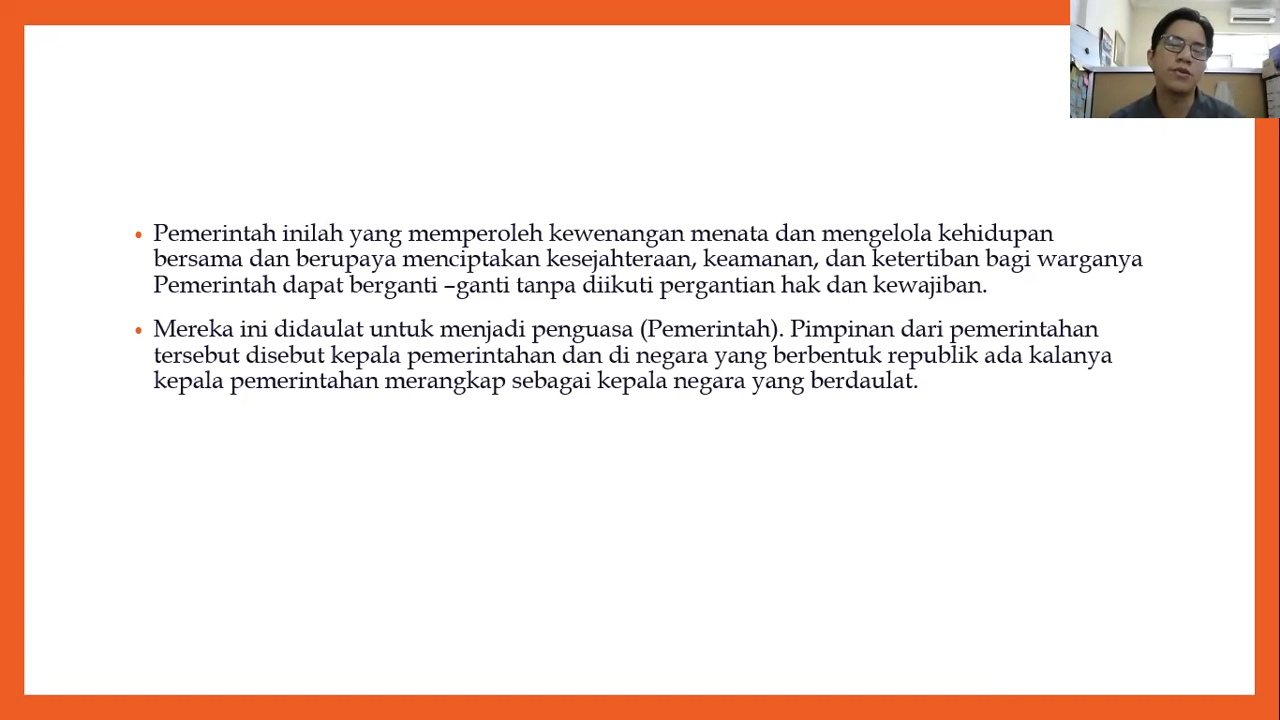 • Pemerintah inilah yang memperoleh kewenangan menata dan mengelola kehidupan
bersama dan berupaya menciptakan kesejahteraan, keamanan, dan ketertiban bagi warganya
Pemerintah dapat berganti –ganti tanpa diikuti pergantian hak dan kewajiban.
• Mereka ini didaulat untuk menjadi penguasa (Pemerintah). Pimpinan dari pemerintahan
tersebut disebut kepala pemerintahan dan di negara yang berbentuk republik ada kalanya
kepala pemerintahan merangkap sebagai kepala negara yang berdaulat.